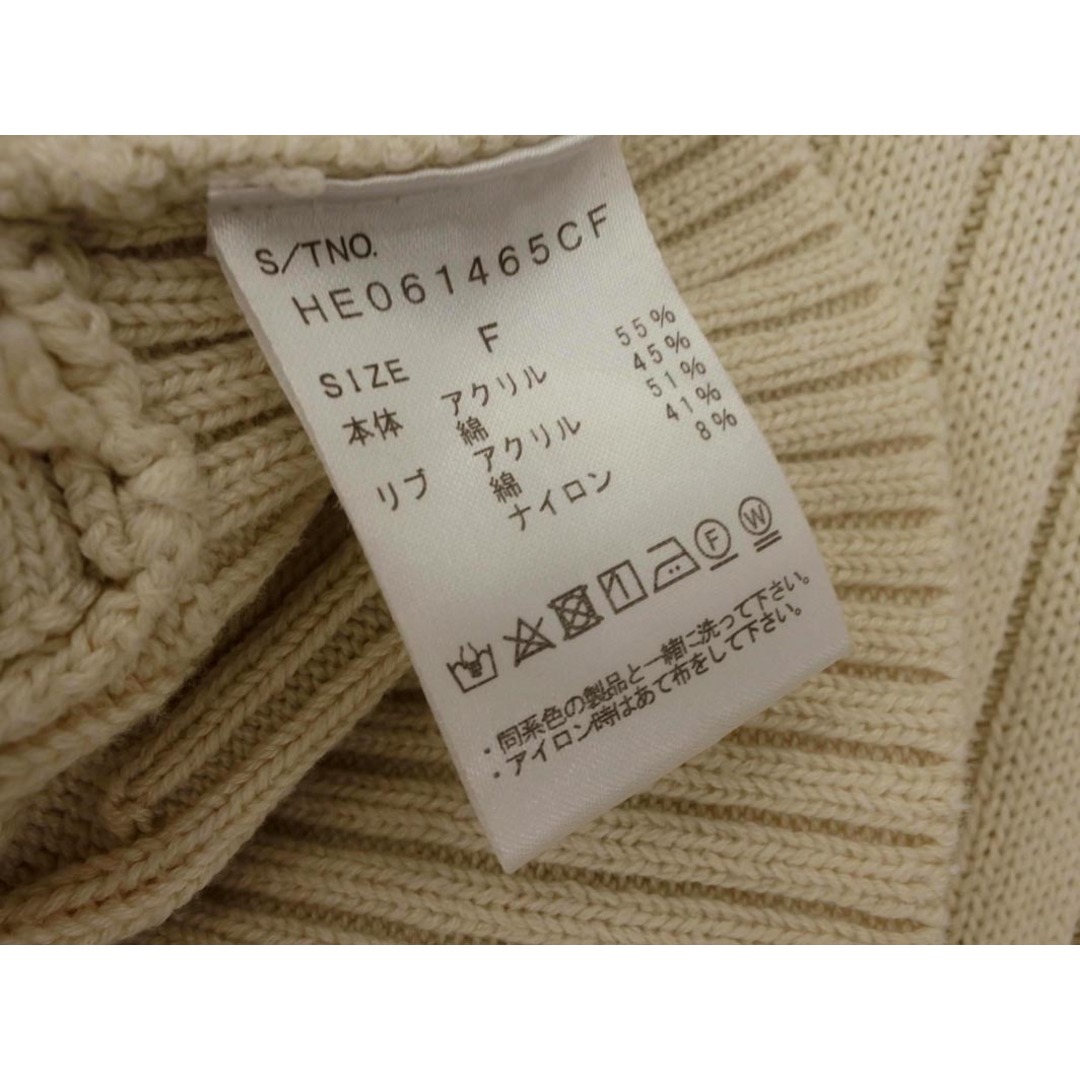 S/TNO.
HE061465CF
SIZE F
本体 アクリル 55%
綿 45%
リブ アクリル 51%
綿 41%
ナイロン 8%
F W
・同系色の製品と一緒に洗って下さい。
・アイロン時はあて布をして下さい。